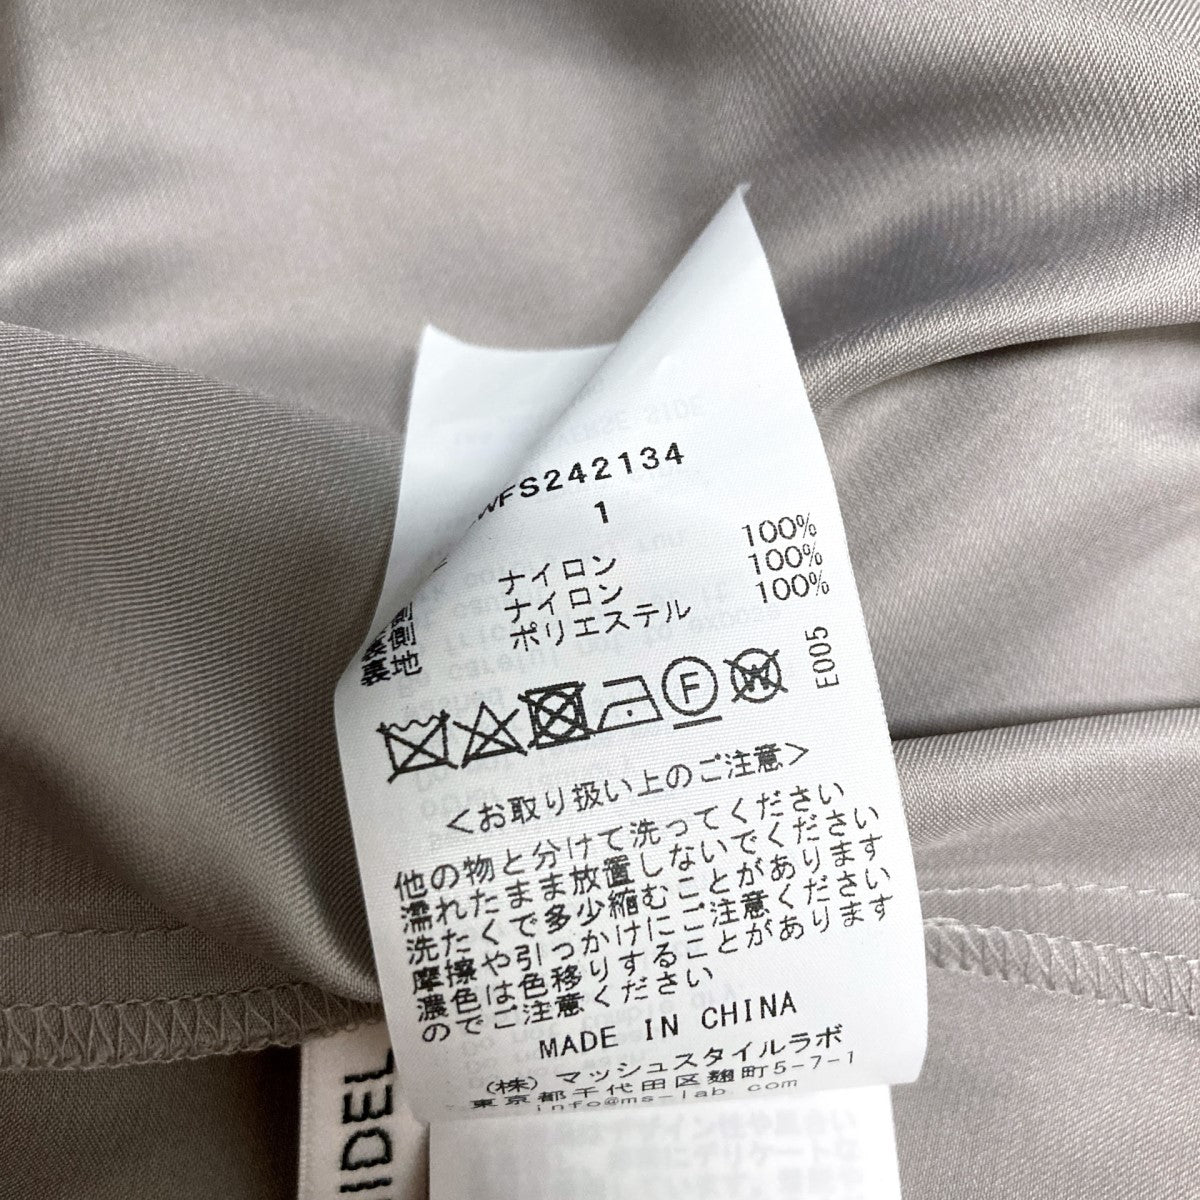 WFS242134
1
ナイロン 100%
側 ナイロン 100%
裏地 ポリエステル 100%
F
W
E005
＜お取り扱い上のご注意＞
他の物と分けて洗ってください
濡れたまま放置しないでください
洗たくで多少縮むことがあります
摩擦や引っかけにご注意ください
濃色は色移りすることがあります
のでご注意ください
MADE IN CHINA
(株) マッシュスタイルラボ
東京都千代田区麹町5-7-1
info@ms-lab.com
IDEL